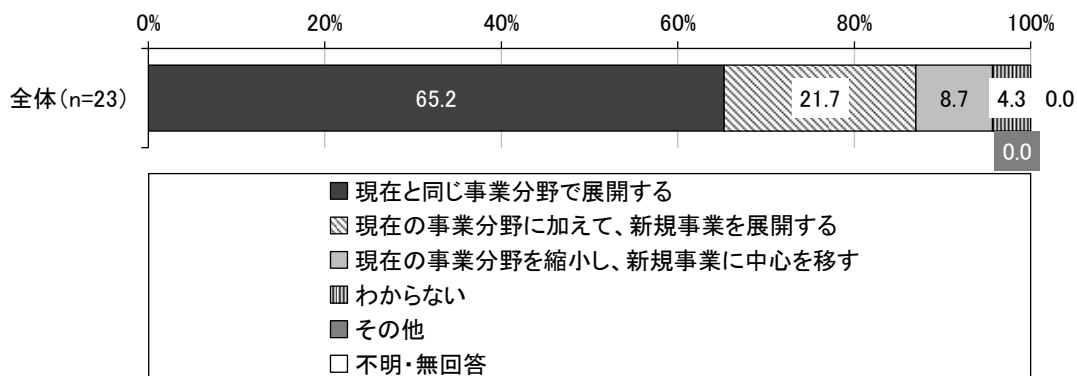 0% 20% 40% 60% 80% 100%
全体(n=23) 65.2 21.7 8.7 4.3 0.0
0.0
現在と同じ事業分野で展開する
現在の事業分野に加えて、新規事業を展開する
現在の事業分野を縮小し、新規事業に中心を移す
わからない
その他
不明・無回答